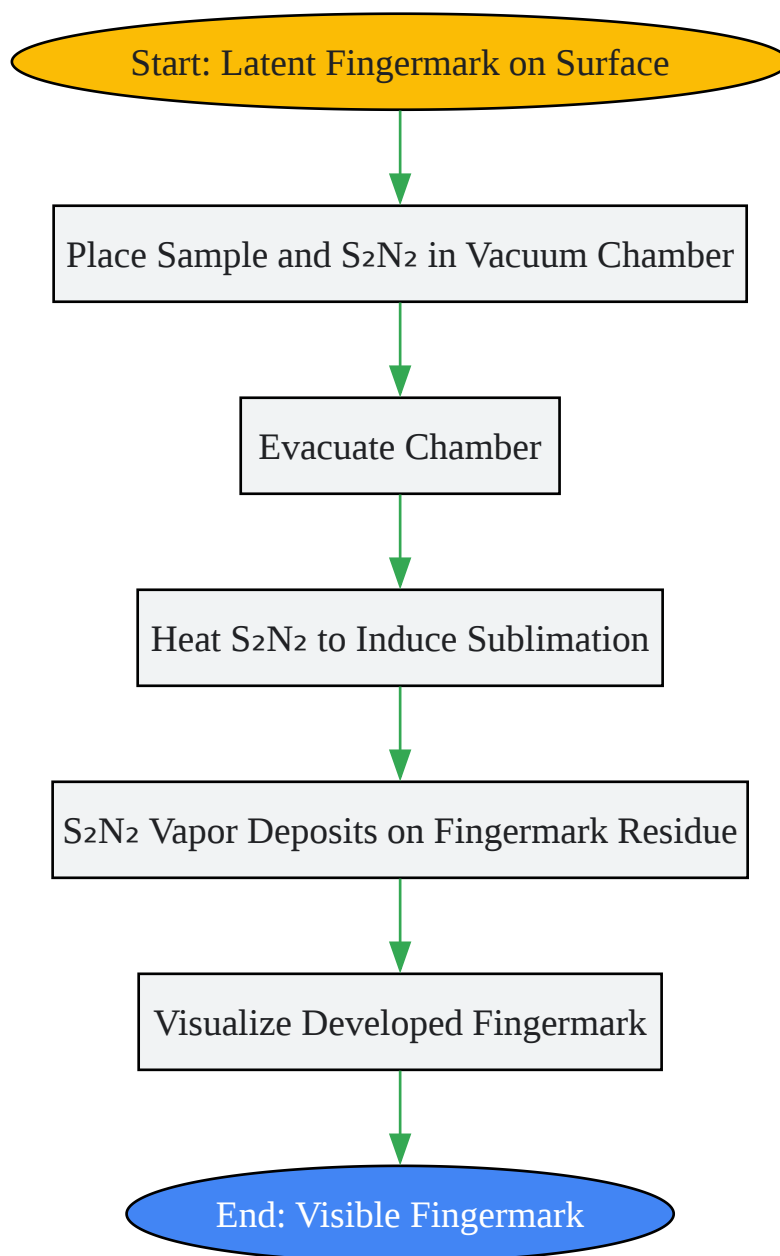 Start: Latent Fingermark on Surface
Place Sample and S₂N₂ in Vacuum Chamber
Evacuate Chamber
Heat S₂N₂ to Induce Sublimation
S₂N₂ Vapor Deposits on Fingermark Residue
Visualize Developed Fingermark
End: Visible Fingermark